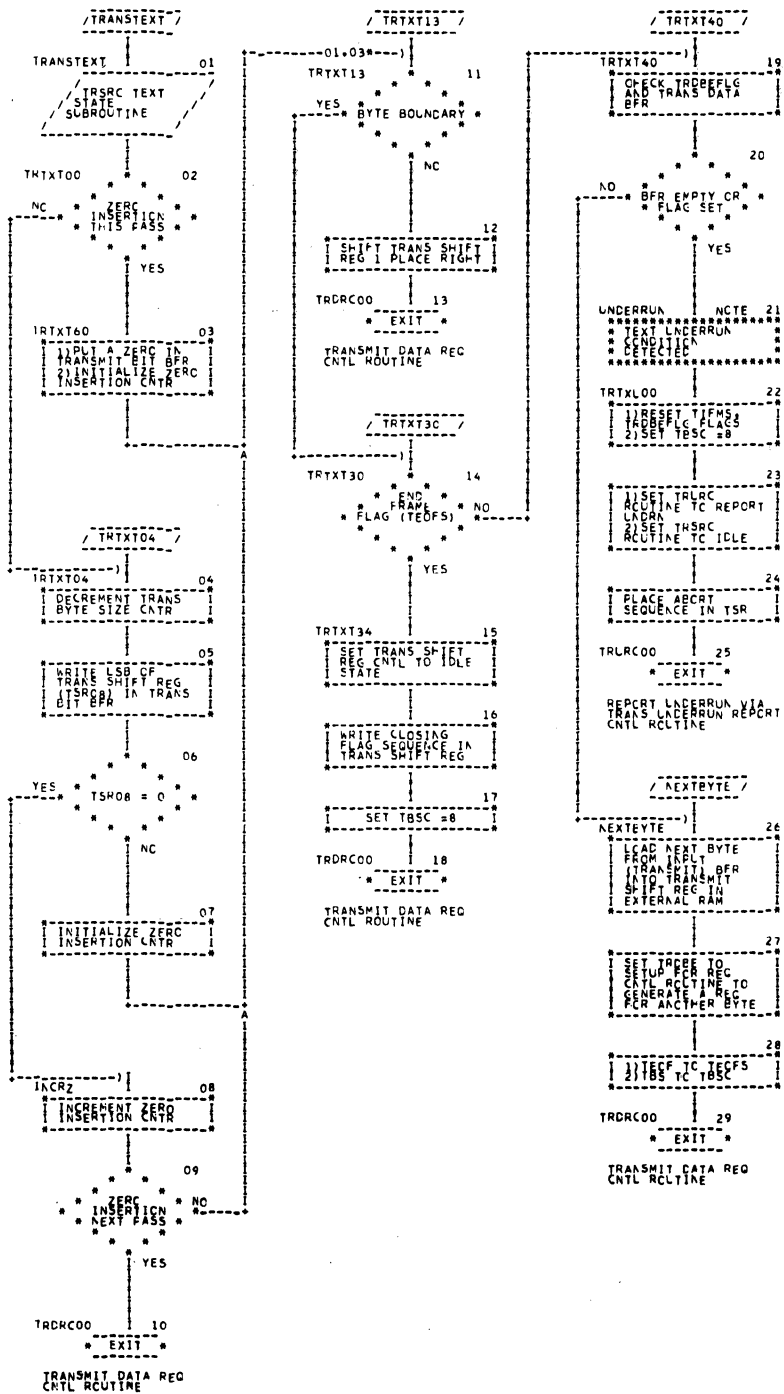 /TRANSTEXT /
TRANSTEXT 01
TRSRC TEXT
STATE
SUBROUTINE
TRTXT00 02
ZERO
INSERTION
THIS PASS
NO
YES
TRTXT60 03
1)PUT A ZERO IN
TRANSMIT BIT BFR
2)INITIALIZE ZERO
INSERTION CNTR
A
/ TRTXT04 /
TRTXT04 04
DECREMENT TRANS
BYTE SIZE CNTR
05
WRITE LSB OF
TRANS SHIFT REG
(TSR08) IN TRANS
BIT BFR
06
YES
TSR08 = 0
NO
07
INITIALIZE ZERO
INSERTION CNTR
A
INCRZ 08
INCREMENT ZERO
INSERTION CNTR
09
ZERO
INSERTION
NEXT PASS
NO
YES
TRDRC00 10
* EXIT *
TRANSMIT DATA REQ
CNTL ROUTINE
/ TRTXT13 /
01.03*
TRTXT13 11
YES
BYTE BOUNDARY
NO
12
SHIFT TRANS SHIFT
REG 1 PLACE RIGHT
TRDRC00 13
* EXIT *
TRANSMIT DATA REQ
CNTL ROUTINE
/ TRTXT30 /
TRTXT30 14
END
FRAME
FLAG (TEOFS)
NO
YES
TRTXT34 15
SET TRANS SHIFT
REG CNTL TO IDLE
STATE
16
WRITE CLOSING
FLAG SEQUENCE IN
TRANS SHIFT REG
17
SET TBSC =8
TRDRC00 18
* EXIT *
TRANSMIT DATA REQ
CNTL ROUTINE
/ TRTXT40 /
TRTXT40 19
CHECK TRDBEFLG
AND TRANS DATA
BFR
20
NO
BFR EMPTY OR
FLAG SET
YES
UNDERRUN NOTE 21
TEXT UNDERRUN
CONDITION
DETECTED
TRTXL00 22
1)RESET TIFMS,
TRDBEFLG FLAGS
2)SET TBSC =8
23
1)SET TRLRC
ROUTINE TO REPORT
UNDRN
2)SET TRSRC
ROUTINE TO IDLE
24
PLACE ABORT
SEQUENCE IN TSR
TRURC00 25
* EXIT *
REPORT UNDERRUN VIA
TRANS UNDERRUN REPORT
CNTL ROUTINE
/ NEXTBYTE /
NEXTBYTE 26
LOAD NEXT BYTE
FROM INPUT
(TRANSMIT) BFR
INTO TRANSMIT
SHIFT REG IN
EXTERNAL RAM
27
SET TRDBE TO
SETUP FOR REQ
CNTL ROUTINE TO
GENERATE A REQ
FOR ANOTHER BYTE
28
1)TEOF TO TEOFS
2)TBS TO TBSC
TRDRC00 29
* EXIT *
TRANSMIT DATA REQ
CNTL ROUTINE